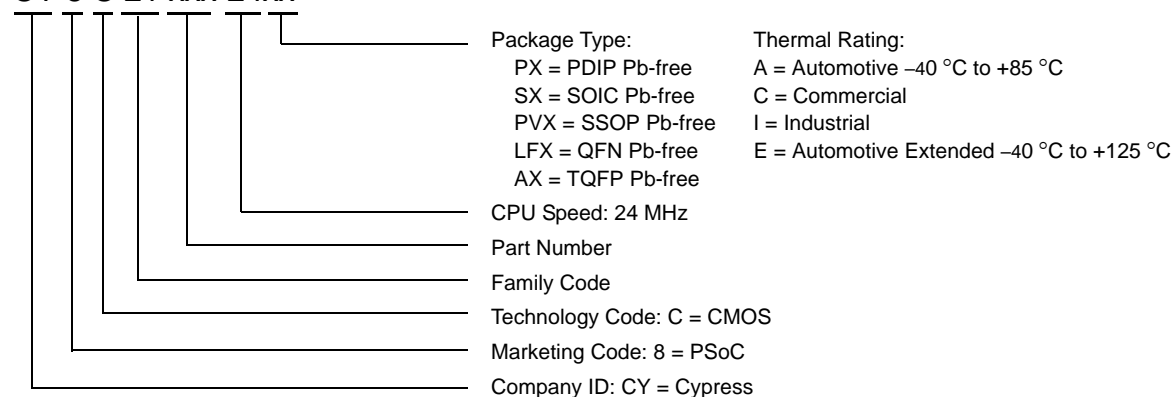 Package Type:
PX = PDIP Pb-free
SX = SOIC Pb-free
PVX = SSOP Pb-free
LFX = QFN Pb-free
AX = TQFP Pb-free
Thermal Rating:
A = Automotive –40 °C to +85 °C
C = Commercial
I = Industrial
E = Automotive Extended –40 °C to +125 °C
CPU Speed: 24 MHz
Part Number
Family Code
Technology Code: C = CMOS
Marketing Code: 8 = PSoC
Company ID: CY = Cypress